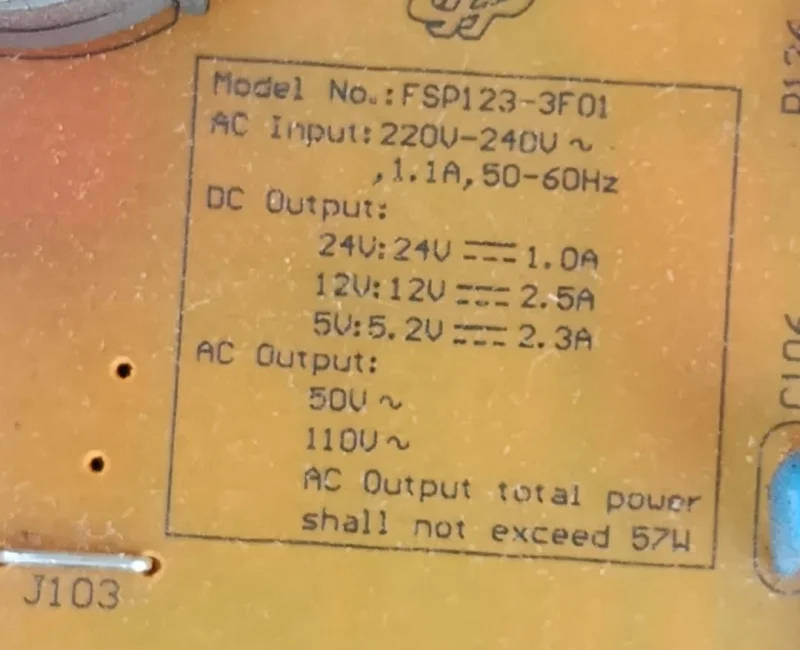 Model No.:FSP123-3F01
AC Input:220V-240V ~
,1.1A,50-60Hz
DC Output:
24V:24V ⎓ 1.0A
12V:12V ⎓ 2.5A
5V:5.2V ⎓ 2.3A
AC Output:
50V ~
110V ~
AC Output total power
shall not exceed 57W
J103